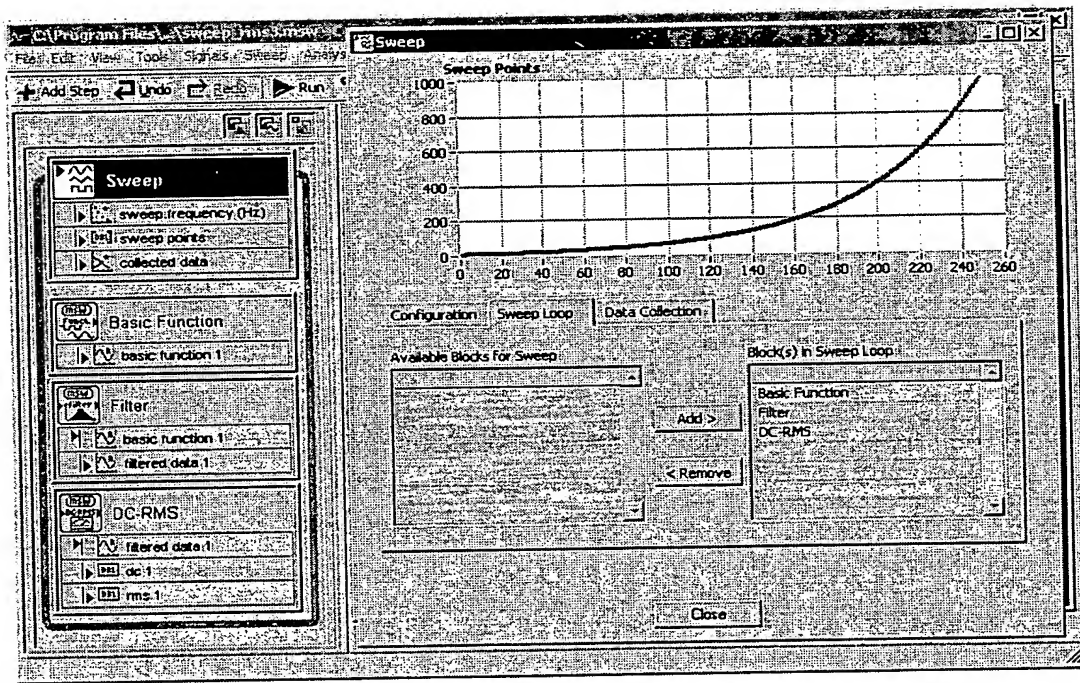 C:\Program Files\...\sweep_rms3.msw
File Edit View Tools Signals Sweep Analys
Add Step Undo Redo Run
Sweep
sweep frequency (Hz)
sweep points
collected data
Basic Function
basic function 1
Filter
basic function 1
filtered data 1
DC-RMS
filtered data 1
dc 1
rms 1
Sweep
Sweep Points
1000
800
600
400
200
0
0 20 40 60 80 100 120 140 160 180 200 220 240 260
Configuration Sweep Loop Data Collection
Available Blocks for Sweep
Block(s) in Sweep Loop
Basic Function
Filter
DC-RMS
Add >
< Remove
Close